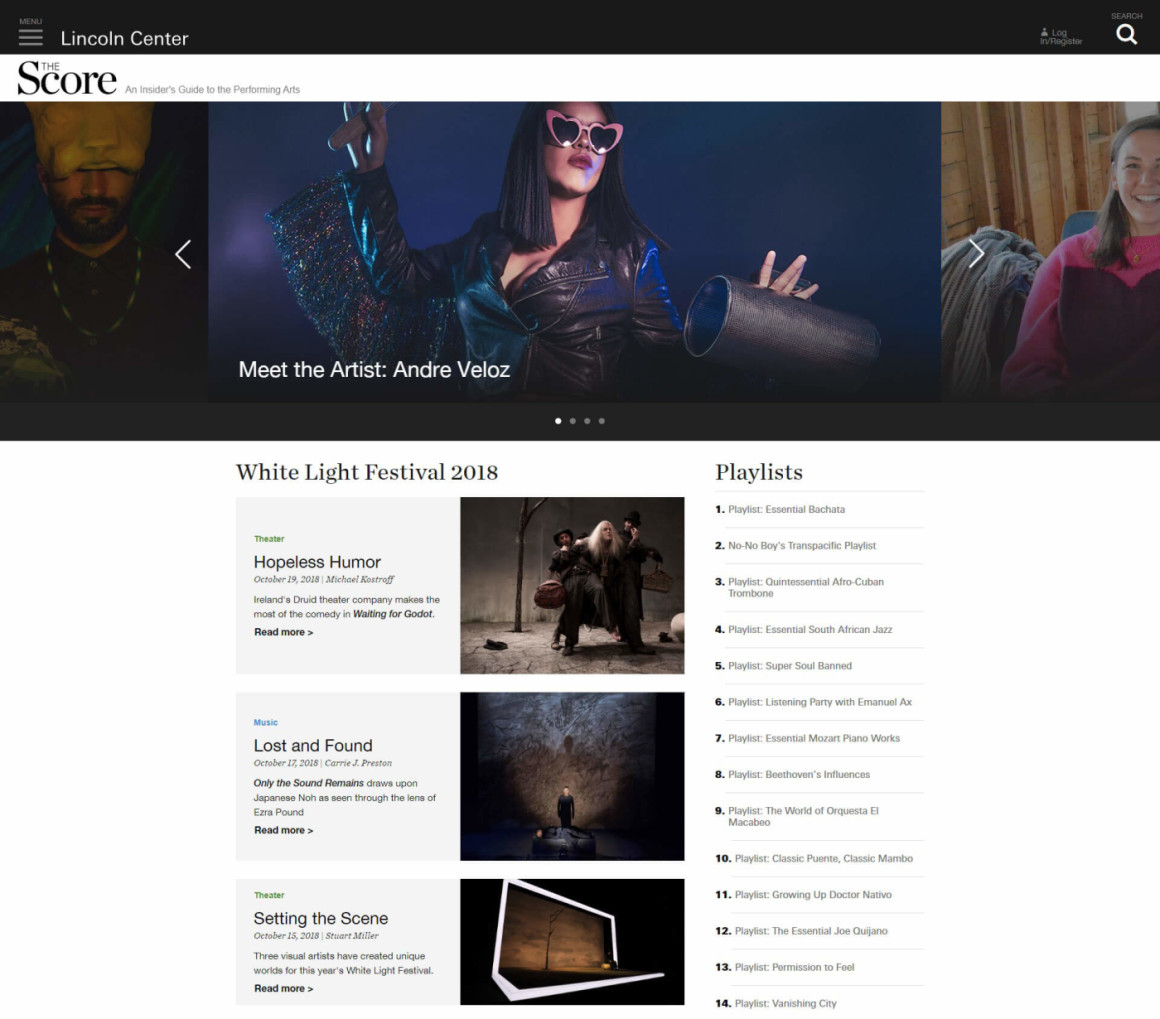 MENU
Lincoln Center
Log
In/Register
SEARCH
THE
Score
An Insider's Guide to the Performing Arts
Meet the Artist: Andre Veloz
White Light Festival 2018
Theater
Hopeless Humor
October 19, 2018 | Michael Kostroff
Ireland's Druid theater company makes the
most of the comedy in Waiting for Godot.
Read more >
Music
Lost and Found
October 17, 2018 | Carrie J. Preston
Only the Sound Remains draws upon
Japanese Noh as seen through the lens of
Ezra Pound
Read more >
Theater
Setting the Scene
October 15, 2018 | Stuart Miller
Three visual artists have created unique
worlds for this year's White Light Festival.
Read more >
Playlists
1. Playlist: Essential Bachata
2. No-No Boy's Transpacific Playlist
3. Playlist: Quintessential Afro-Cuban
Trombone
4. Playlist: Essential South African Jazz
5. Playlist: Super Soul Banned
6. Playlist: Listening Party with Emanuel Ax
7. Playlist: Essential Mozart Piano Works
8. Playlist: Beethoven's Influences
9. Playlist: The World of Orquesta El
Macabeo
10. Playlist: Classic Puente, Classic Mambo
11. Playlist: Growing Up Doctor Nativo
12. Playlist: The Essential Joe Quijano
13. Playlist: Permission to Feel
14. Playlist: Vanishing City